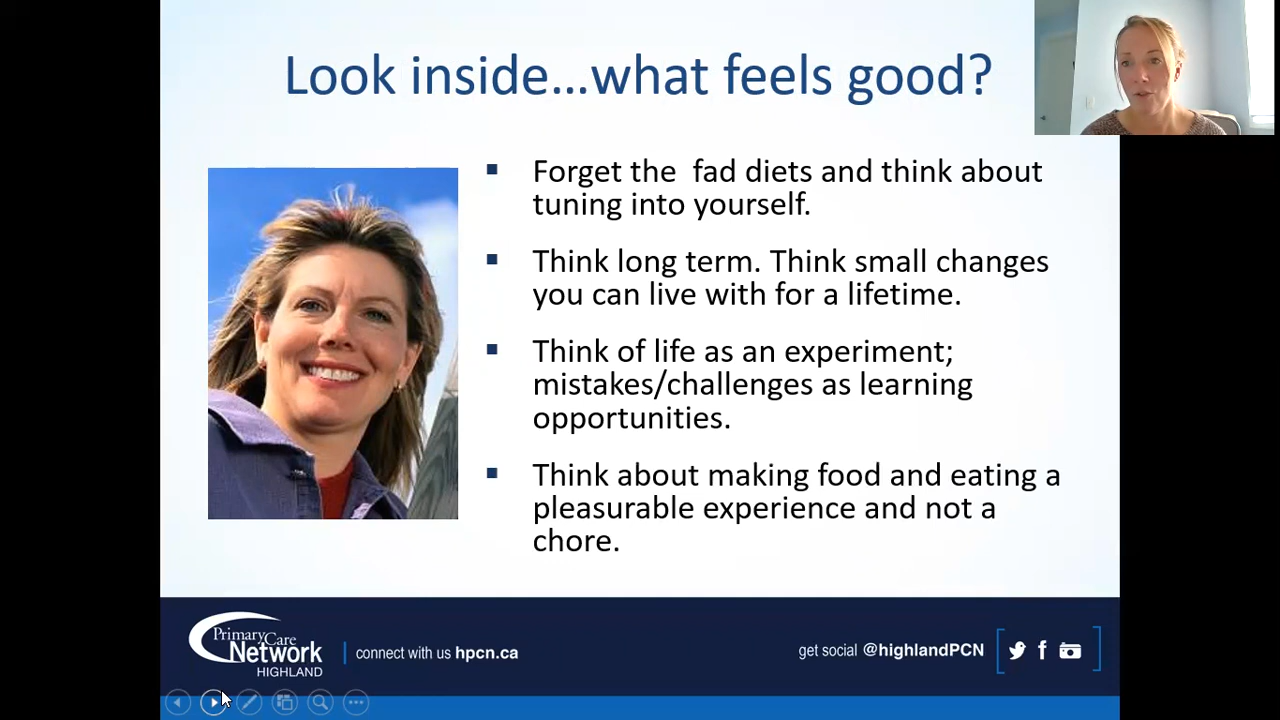 Look inside...what feels good?
Forget the  fad diets and think about
tuning into yourself.
Think long term. Think small changes
you can live with for a lifetime.
Think of life as an experiment;
mistakes/challenges as learning
opportunities.
Think about making food and eating a
pleasurable experience and not a
chore.
PrimaryCare
Network
HIGHLAND
connect with us hpcn.ca
get social @highlandPCN